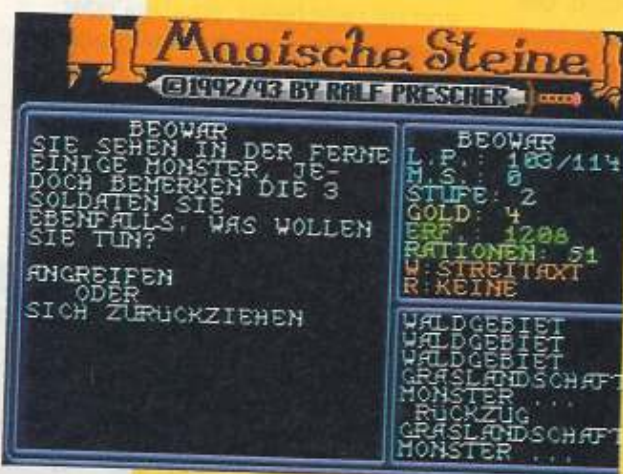 Magische Steine
©1992/93 BY RALF PRESCHER
BEOWAR
SIE SEHEN IN DER FERNE
EINIGE MONSTER, JE-
DOCH BEMERKEN DIE 3
SOLDATEN SIE
EBENFALLS. WAS WOLLEN
SIE TUN?
ANGREIFEN
ODER
SICH ZURÜCKZIEHEN
BEOWAR
L.P.: 103/114
M.S.: 0
STUFE: 2
GOLD: 4
ERF.: 1208
RATIONEN: 51
W:STREITAXT
R:KEINE
WALDGEBIET
WALDGEBIET
WALDGEBIET
GRASLANDSCHAFT
MONSTER ...
RÜCKZUG
GRASLANDSCHAFT
MONSTER ...